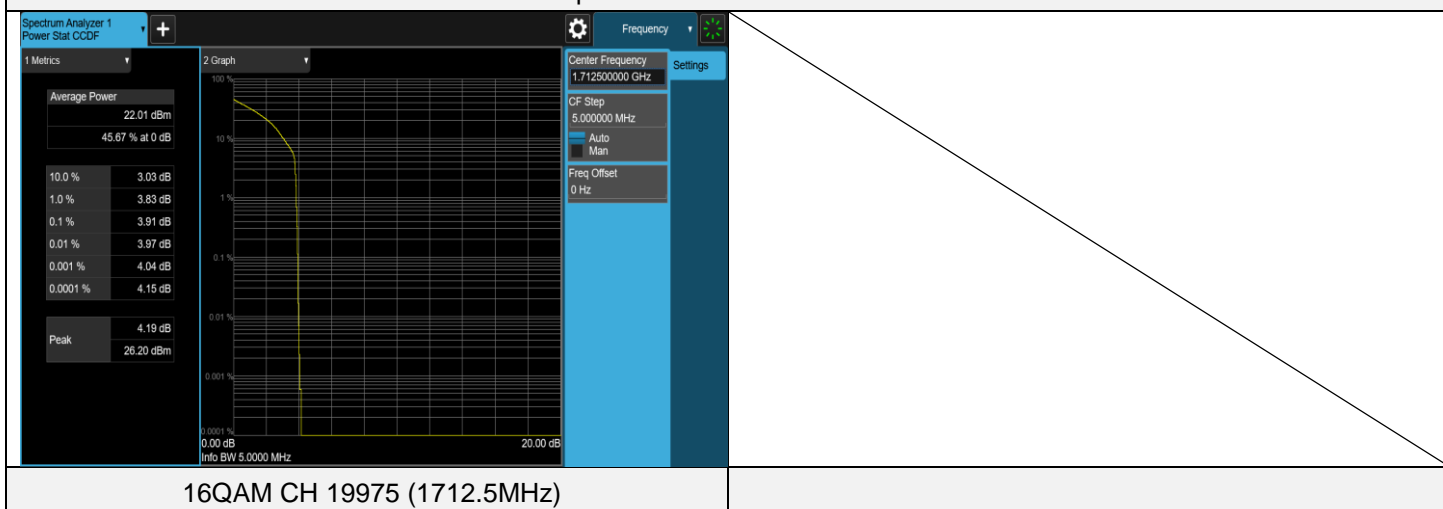 Spectrum Analyzer 1
Power Stat CCDF
+
Frequency
1 Metrics
2 Graph
Center Frequency
1.712500000 GHz
Settings
CF Step
5.000000 MHz
Auto
Man
Freq Offset
0 Hz
Average Power
22.01 dBm
45.67 % at 0 dB
10.0 % 3.03 dB
1.0 % 3.83 dB
0.1 % 3.91 dB
0.01 % 3.97 dB
0.001 % 4.04 dB
0.0001 % 4.15 dB
Peak 4.19 dB
26.20 dBm
100 %
10 %
1 %
0.1 %
0.01 %
0.001 %
0.0001 %
0.00 dB 20.00 dB
Info BW 5.0000 MHz
16QAM CH 19975 (1712.5MHz)